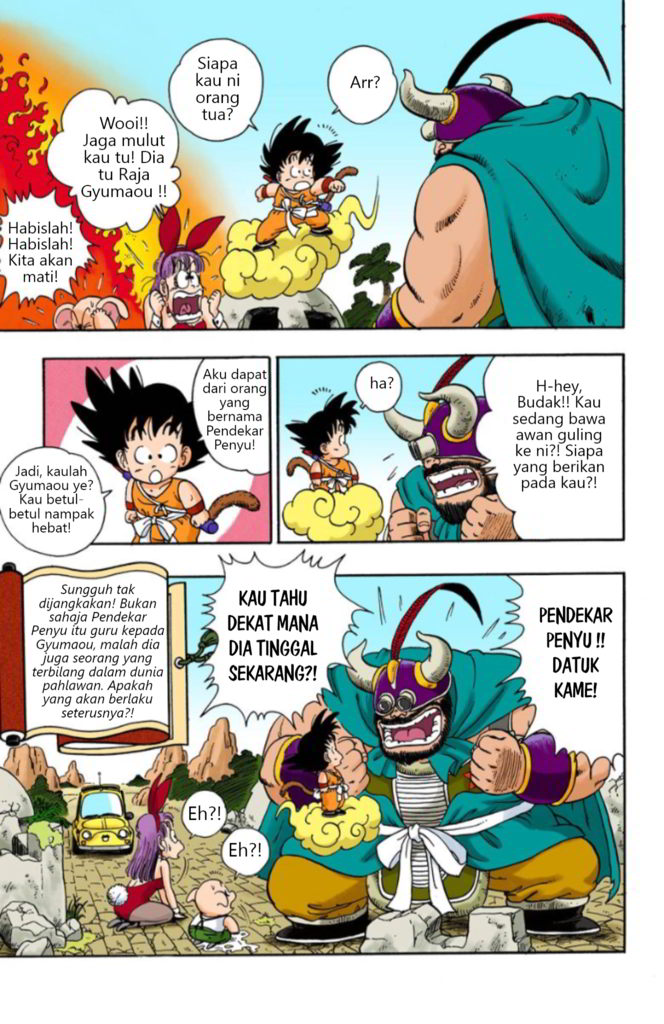 Arr?
Siapa
kau ni
orang
tua?
Wooi!!
Jaga mulut
kau tu! Dia
tu Raja
Gyumaou !!
Habislah!
Habislah!
Kita akan
mati!
H-hey,
Budak!! Kau
sedang bawa
awan guling
ke ni?! Siapa
yang berikan
pada kau?!
ha?
Aku dapat
dari orang
yang
bernama
Pendekar
Penyu!
Jadi, kaulah
Gyumaou ye?
Kau betul-
betul nampak
hebat!
PENDEKAR
PENYU !!
DATUK
KAME!
KAU TAHU
DEKAT MANA
DIA TINGGAL
SEKARANG?!
Eh?!
Eh?!
Sungguh tak
dijangkakan! Bukan
sahaja Pendekar
Penyu itu guru kepada
Gyumaou, malah dia
juga seorang yang
terbilang dalam dunia
pahlawan. Apakah
yang akan berlaku
seterusnya?!